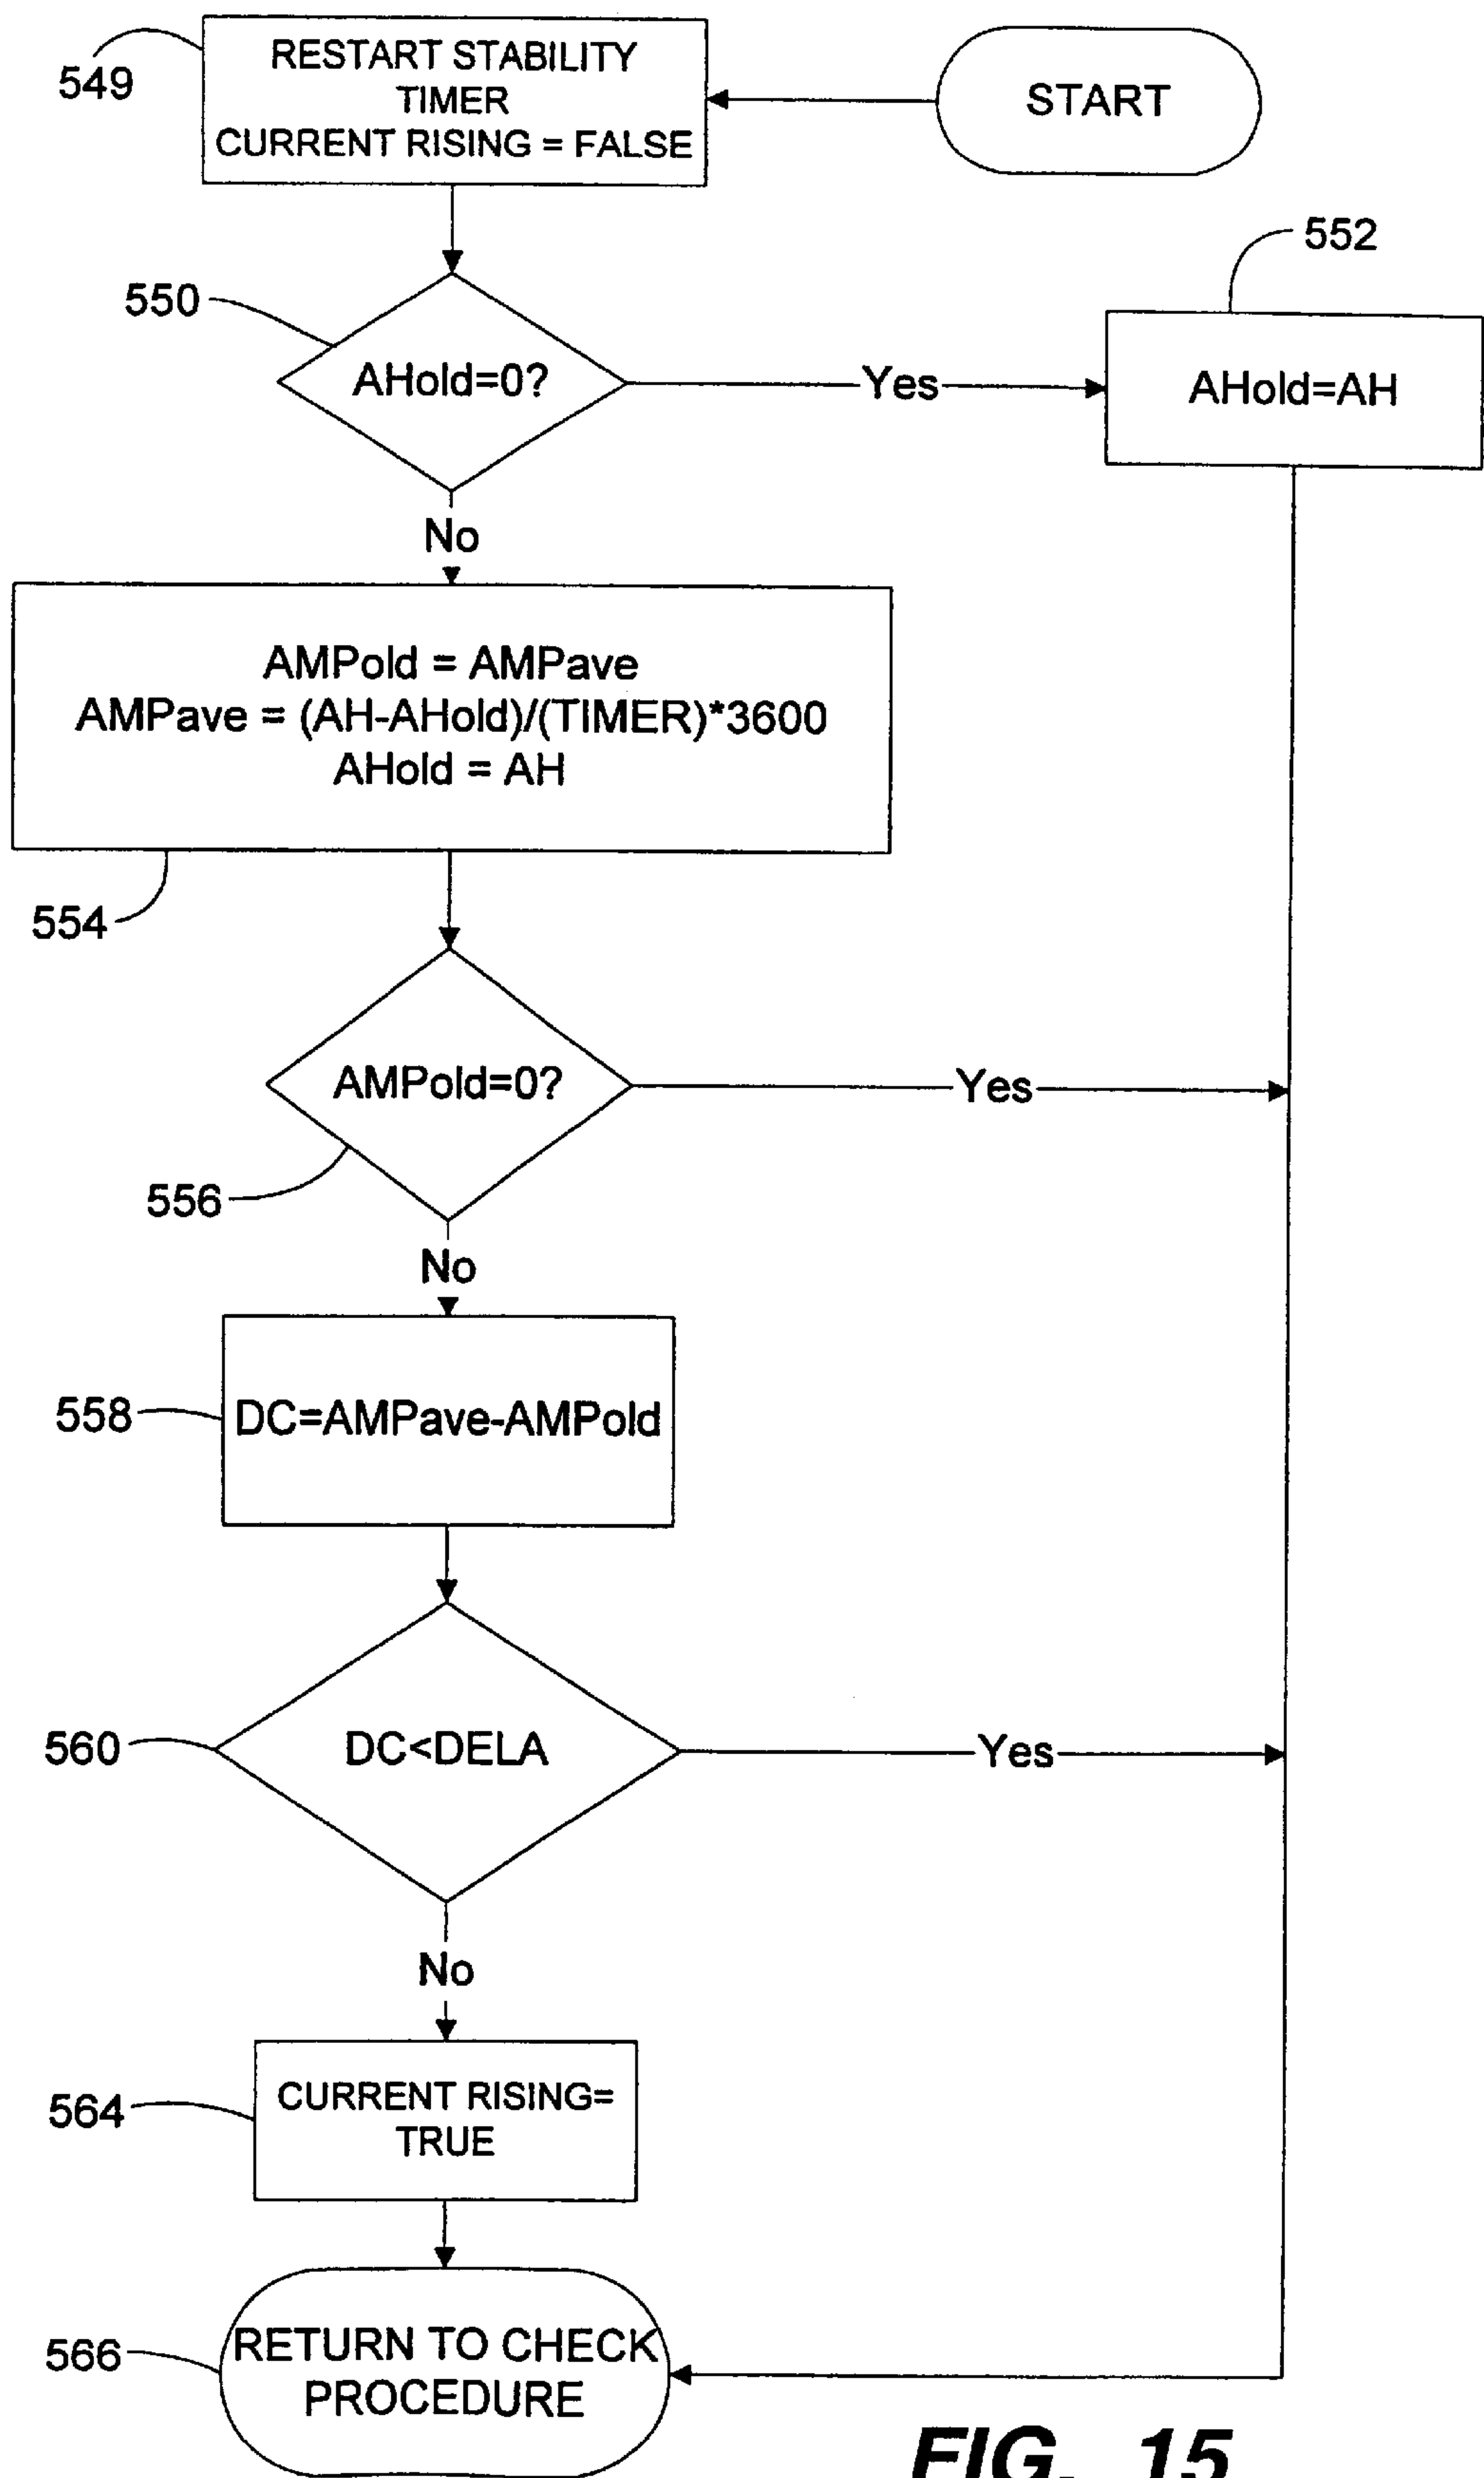 549
RESTART STABILITY
TIMER
CURRENT RISING = FALSE
START
550
AHold=0?
Yes
552
AHold=AH
No
AMPold = AMPave
AMPave = (AH-AHold)/(TIMER)*3600
AHold = AH
554
AMPold=0?
Yes
556
No
558
DC=AMPave-AMPold
560
DC<DELA
Yes
No
564
CURRENT RISING=
TRUE
566
RETURN TO CHECK
PROCEDURE
FIG. 15